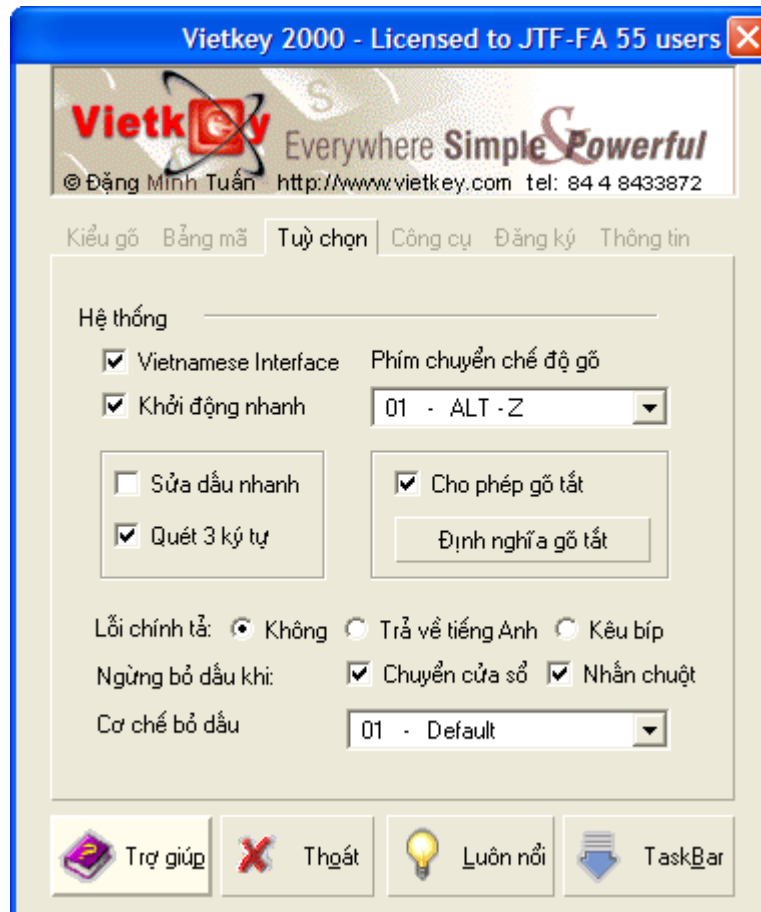 Vietkey 2000 - Licensed to JTF-FA 55 users
Vietkey Everywhere Simple & Powerful
© Đặng Minh Tuấn http://www.vietkey.com tel: 84 4 8433872
Kiểu gõ Bảng mã Tuỳ chọn Công cụ Đăng ký Thông tin
Hệ thống
Vietnamese Interface Phím chuyển chế độ gõ
Khởi động nhanh 01 - ALT - Z
Sửa dấu nhanh Cho phép gõ tắt
Quét 3 ký tự Định nghĩa gõ tắt
Lỗi chính tả: Không Trả về tiếng Anh Kêu bíp
Ngừng bỏ dấu khi: Chuyển cửa sổ Nhấn chuột
Cơ chế bỏ dấu 01 - Default
Trợ giúp Thoát Luôn nổi TaskBar